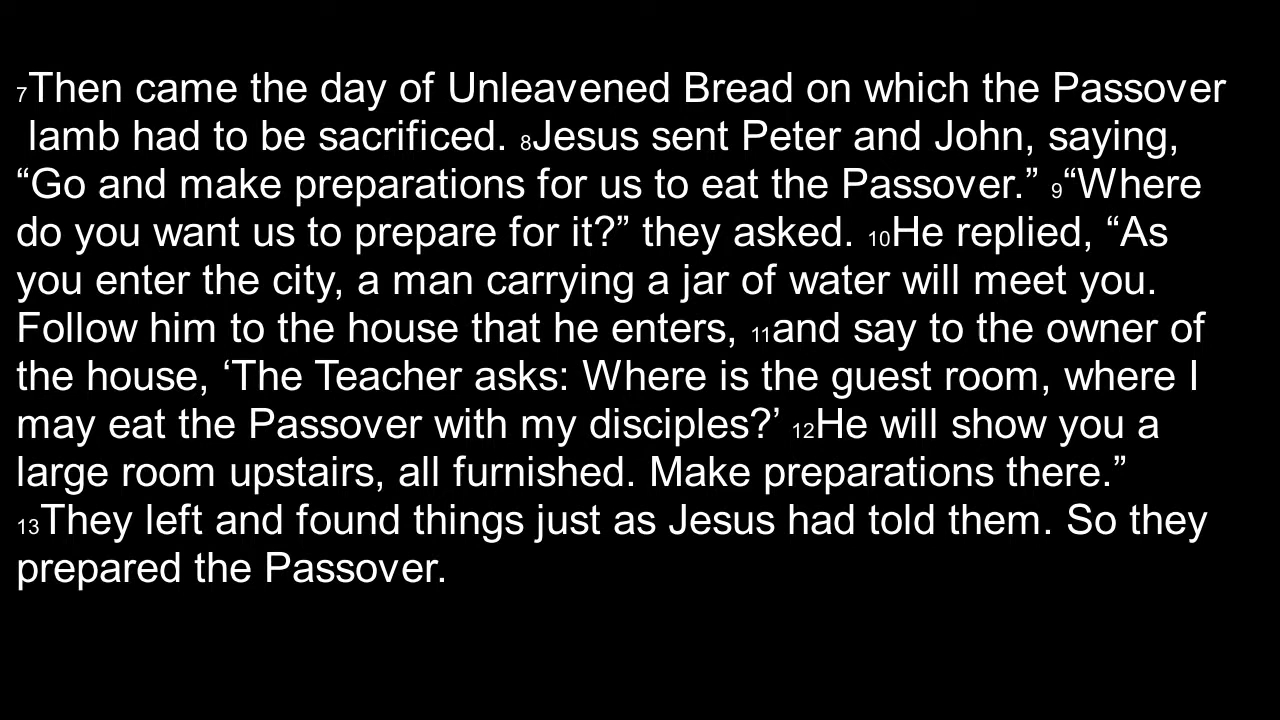 7Then came the day of Unleavened Bread on which the Passover
lamb had to be sacrificed. 8Jesus sent Peter and John, saying,
“Go and make preparations for us to eat the Passover.” 9“Where
do you want us to prepare for it?” they asked. 10He replied, “As
you enter the city, a man carrying a jar of water will meet you.
Follow him to the house that he enters, 11and say to the owner of
the house, ‘The Teacher asks: Where is the guest room, where I
may eat the Passover with my disciples?’ 12He will show you a
large room upstairs, all furnished. Make preparations there.”
13They left and found things just as Jesus had told them. So they
prepared the Passover.